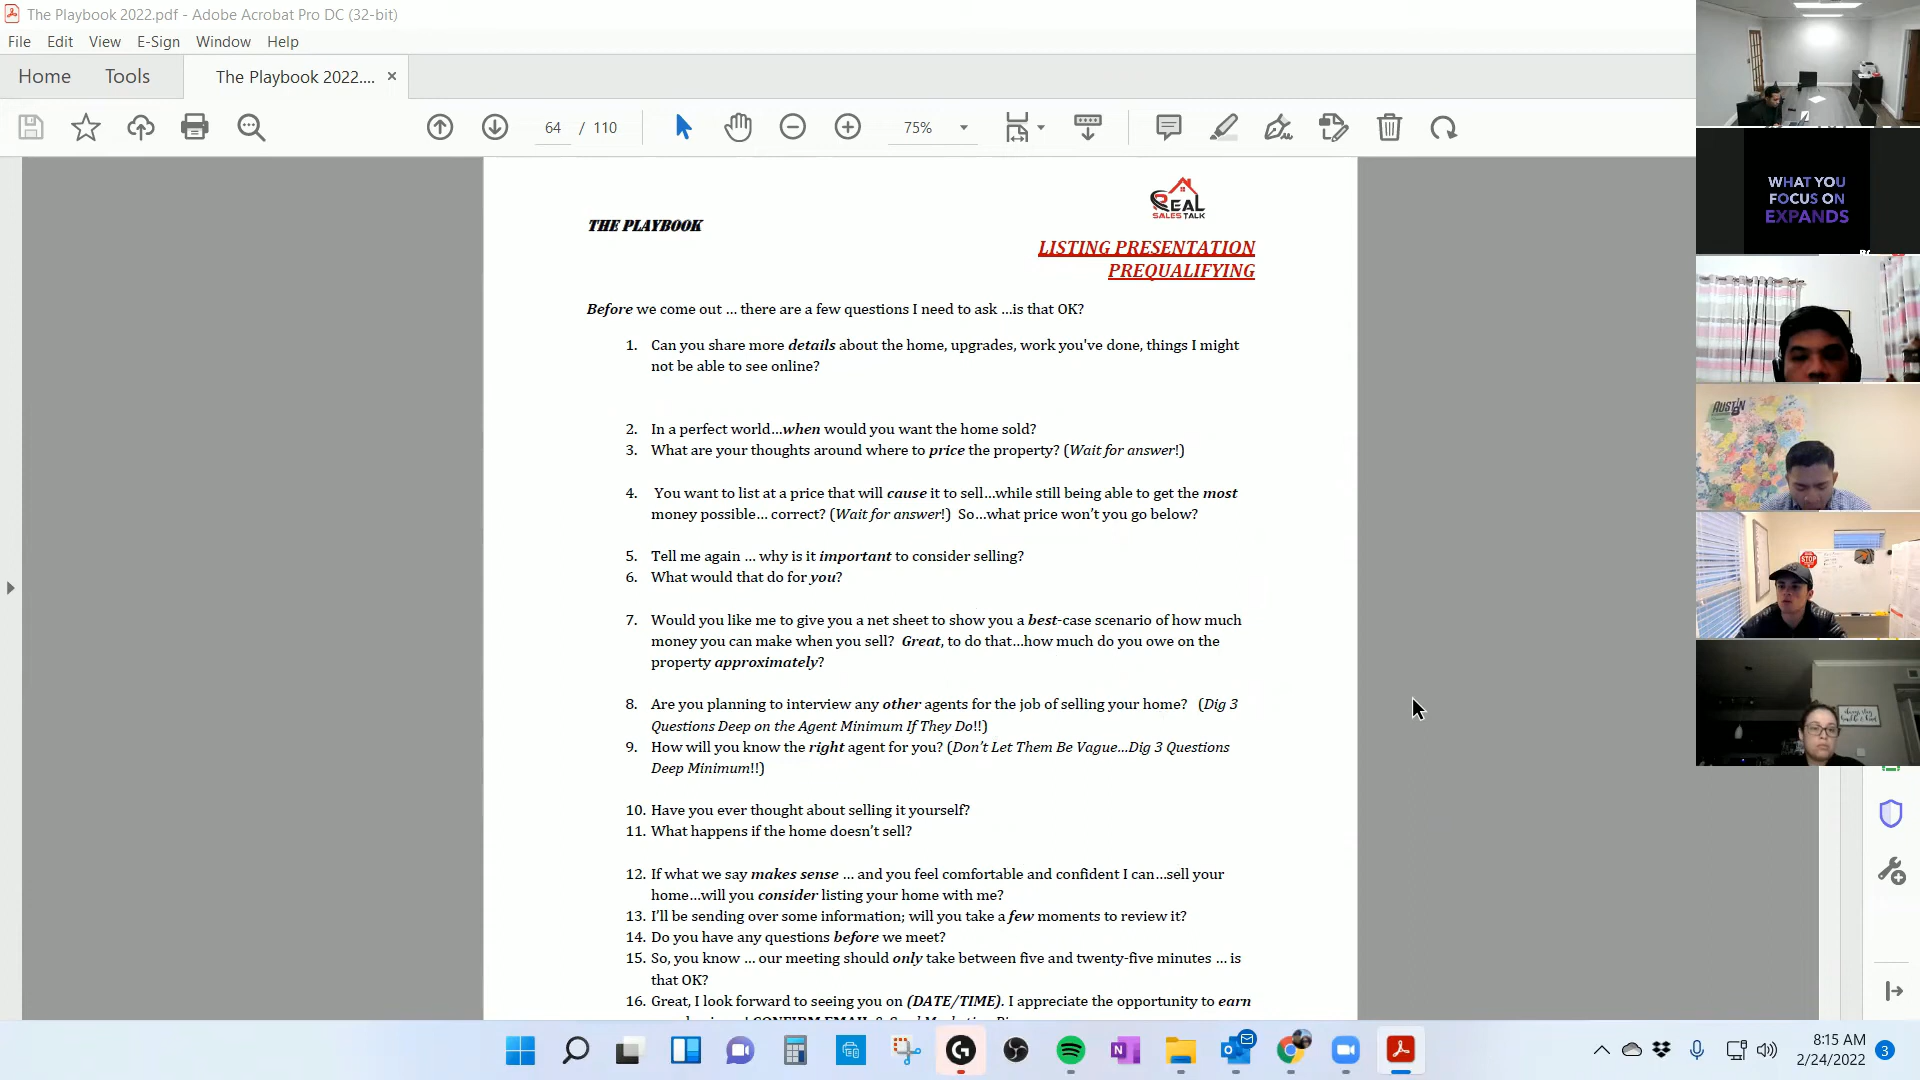 The Playbook 2022.pdf - Adobe Acrobat Pro DC (32-bit)
File Edit View E-Sign Window Help
Home Tools The Playbook 2022.... ×
64 / 110 75%
REAL
SALES TALK
THE PLAYBOOK
LISTING PRESENTATION
PREQUALIFYING
Before we come out ... there are a few questions I need to ask ...is that OK?
1. Can you share more details about the home, upgrades, work you've done, things I might
not be able to see online?
2. In a perfect world...when would you want the home sold?
3. What are your thoughts around where to price the property? (Wait for answer!)
4. You want to list at a price that will cause it to sell...while still being able to get the most
money possible... correct? (Wait for answer!) So...what price won't you go below?
5. Tell me again ... why is it important to consider selling?
6. What would that do for you?
7. Would you like me to give you a net sheet to show you a best-case scenario of how much
money you can make when you sell? Great, to do that...how much do you owe on the
property approximately?
8. Are you planning to interview any other agents for the job of selling your home? (Dig 3
Questions Deep on the Agent Minimum If They Do!!)
9. How will you know the right agent for you? (Don't Let Them Be Vague...Dig 3 Questions
Deep Minimum!!)
10. Have you ever thought about selling it yourself?
11. What happens if the home doesn't sell?
12. If what we say makes sense ... and you feel comfortable and confident I can...sell your
home...will you consider listing your home with me?
13. I'll be sending over some information; will you take a few moments to review it?
14. Do you have any questions before we meet?
15. So, you know ... our meeting should only take between five and twenty-five minutes ... is
that OK?
16. Great, I look forward to seeing you on (DATE/TIME). I appreciate the opportunity to earn
WHAT YOU
FOCUS ON
EXPANDS
AUSTIN
STOP
8:15 AM
2/24/2022
3